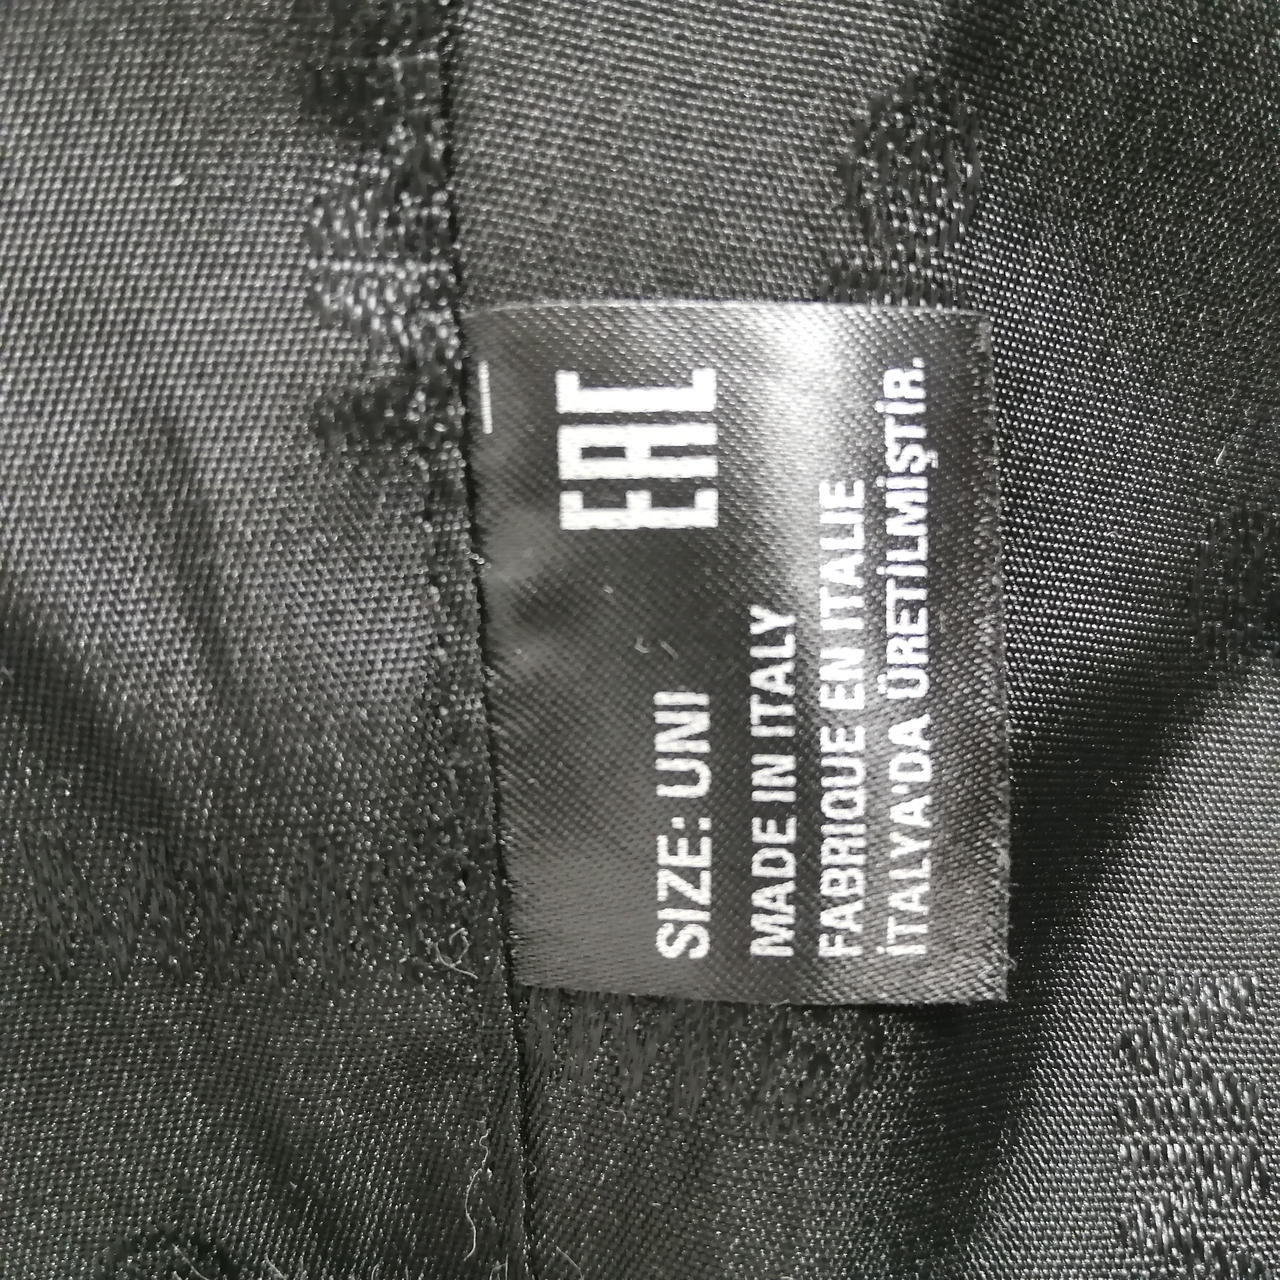 EAC
SIZE: UNI
MADE IN ITALY
FABRIQUE EN ITALIE
İTALYA'DA ÜRETİLMİŞTİR.